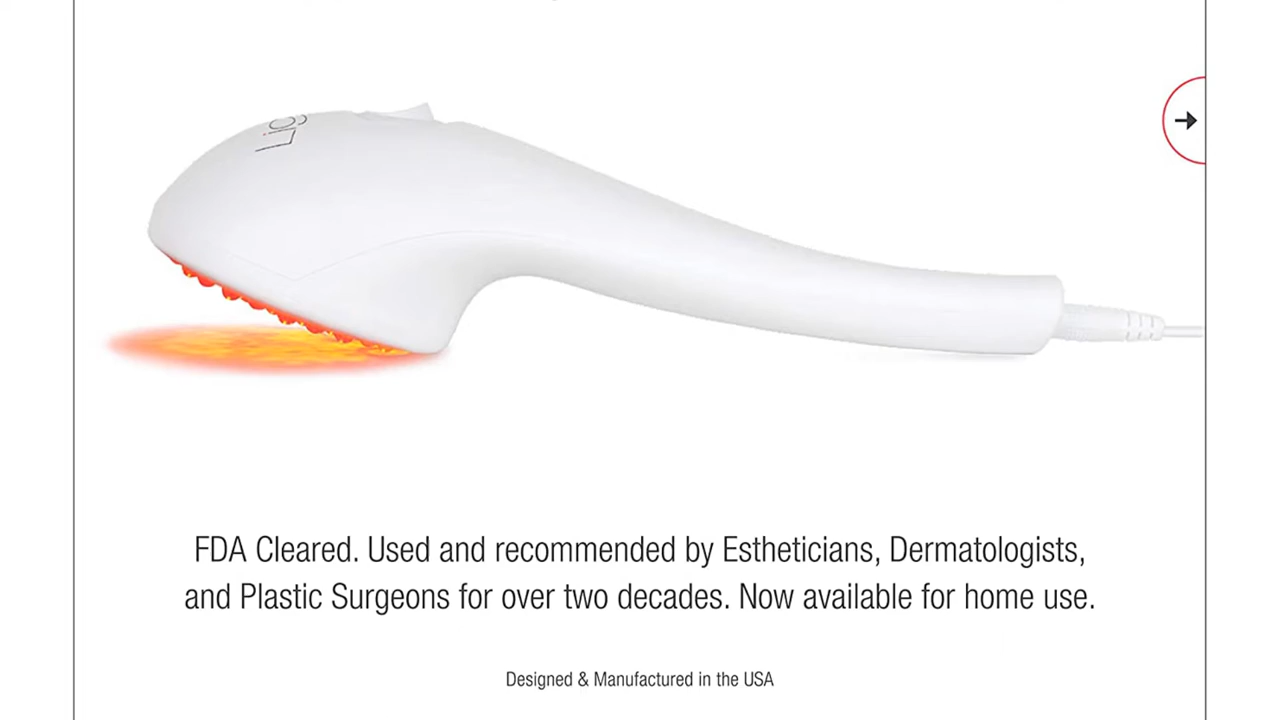 FDA Cleared. Used and recommended by Estheticians, Dermatologists,
and Plastic Surgeons for over two decades. Now available for home use.
Designed & Manufactured in the USA